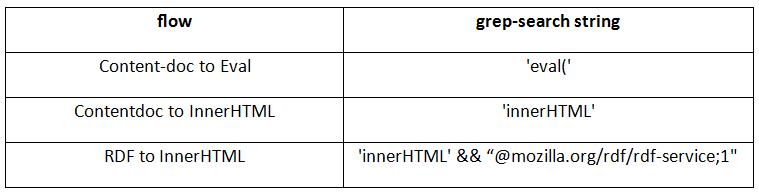 flow grep-search string
Content-doc to Eval 'eval('
Contentdoc to InnerHTML 'innerHTML'
RDF to InnerHTML 'innerHTML' && “@mozilla.org/rdf/rdf-service;1"